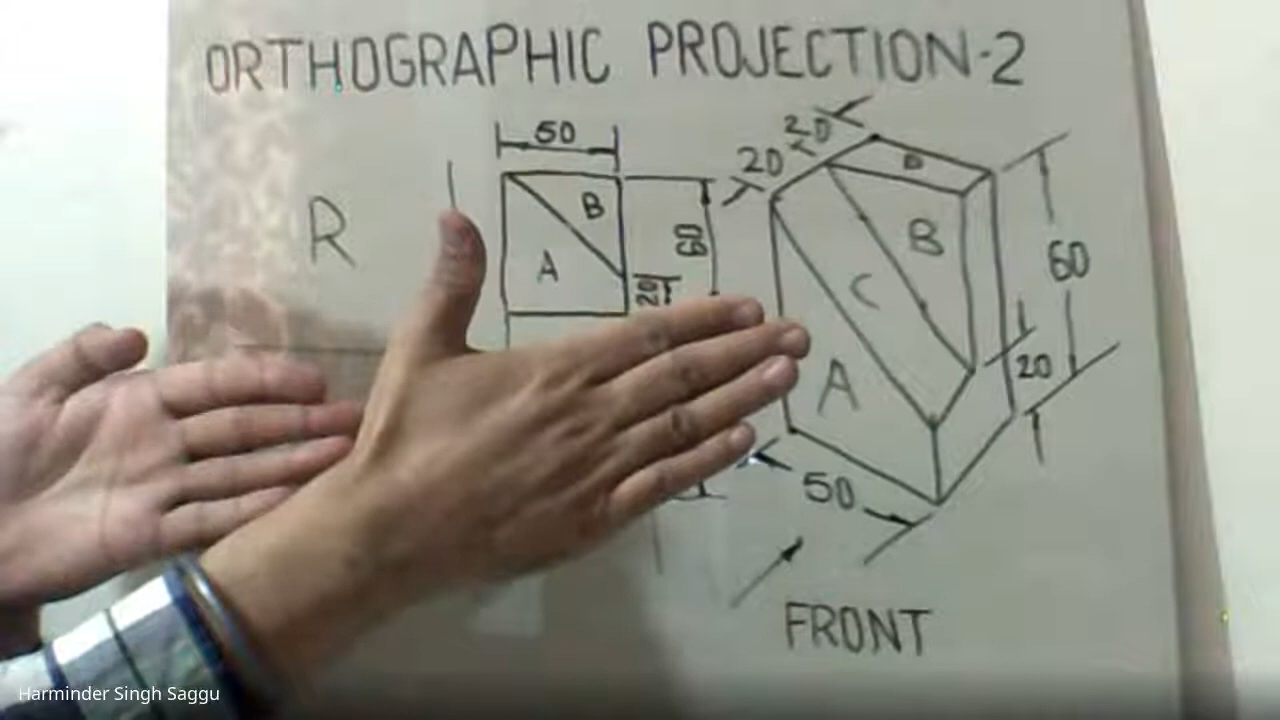 ORTHOGRAPHIC PROJECTION-2
50
B
A
60
20
R
20
20
D
B
C
A
60
20
50
FRONT
Harminder Singh Saggu